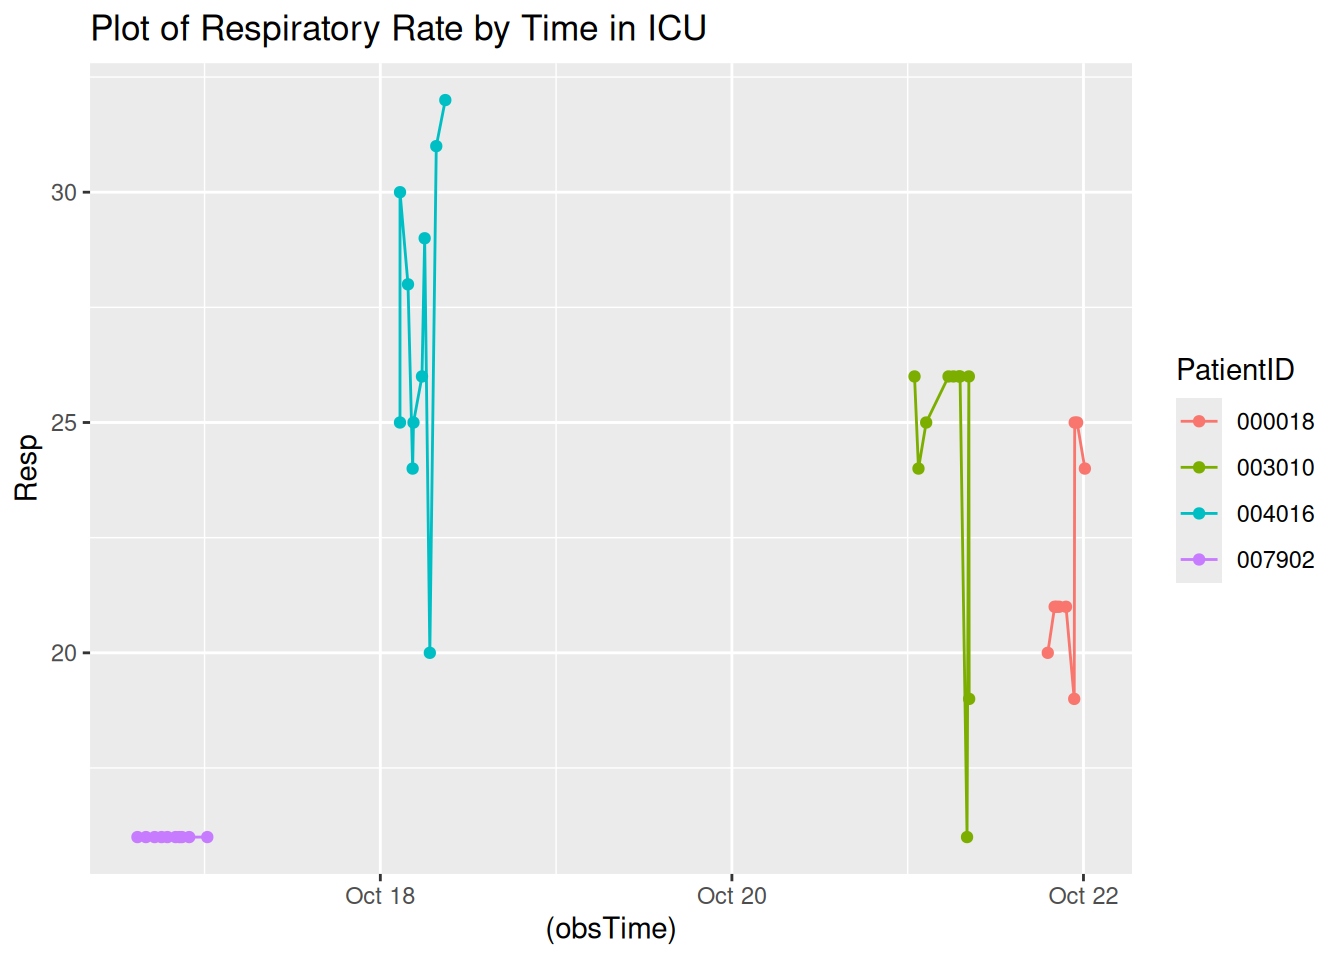 Plot of Respiratory Rate by Time in ICU
30
25
20
Resp
Oct 18
Oct 20
Oct 22
(obsTime)
PatientID
000018
003010
004016
007902